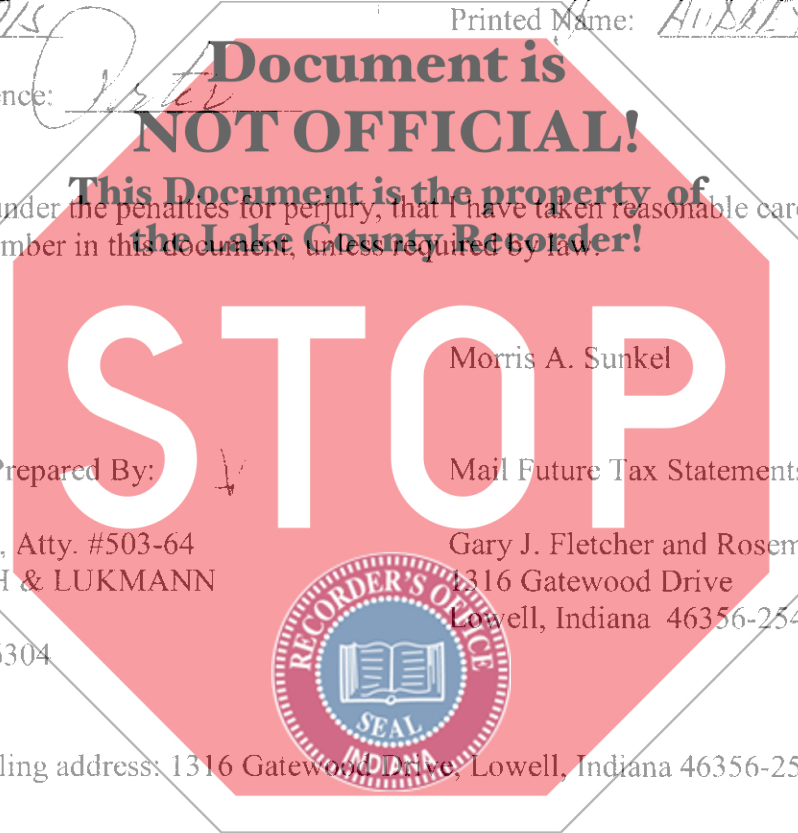 Printed Name:
Document is
ence: Porter
NOT OFFICIAL!
This Document is the property of
under the penalties for perjury, that I have taken reasonable car
the Lake County Recorder!
mber in this document, unless required by law.
STOP
Morris A. Sunkel
Prepared By:
Mail Future Tax Statements
, Atty. #503-64
Gary J. Fletcher and Rosem
H & LUKMANN
1316 Gatewood Drive
Lowell, Indiana 46356-254
6304
RECORDER'S OFFICE
SEAL
INDIANA
ling address: 1316 Gatewood Drive, Lowell, Indiana 46356-25